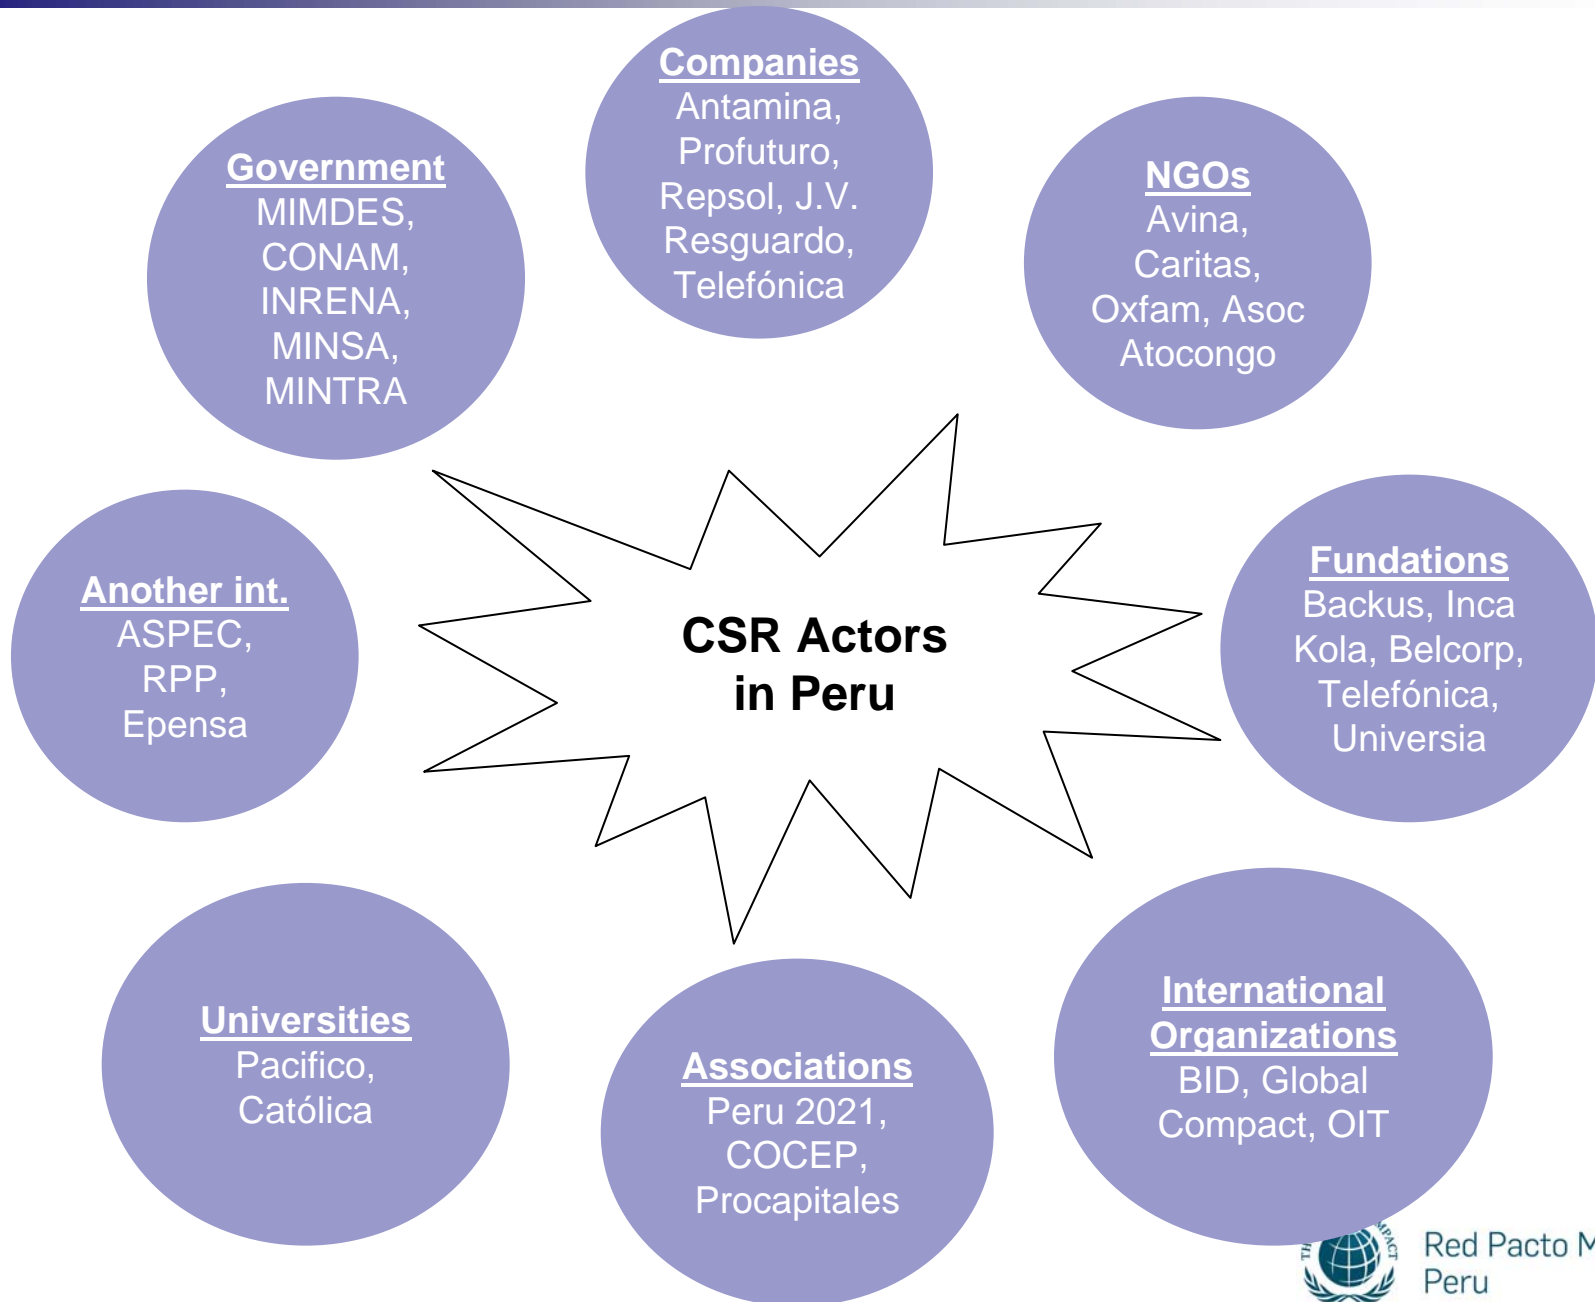 Companies
Antamina,
Profuturo,
Repsol, J.V.
Resguardo,
Telefónica
Government
MIMDES,
CONAM,
INRENA,
MINSA,
MINTRA
NGOs
Avina,
Caritas,
Oxfam, Asoc
Atocongo
Another int.
ASPEC,
RPP,
Epensa
CSR Actors
in Peru
Fundations
Backus, Inca
Kola, Belcorp,
Telefónica,
Universia
Universities
Pacifico,
Católica
Associations
Peru 2021,
COCEP,
Procapitales
International
Organizations
BID, Global
Compact, OIT
Red Pacto
Peru